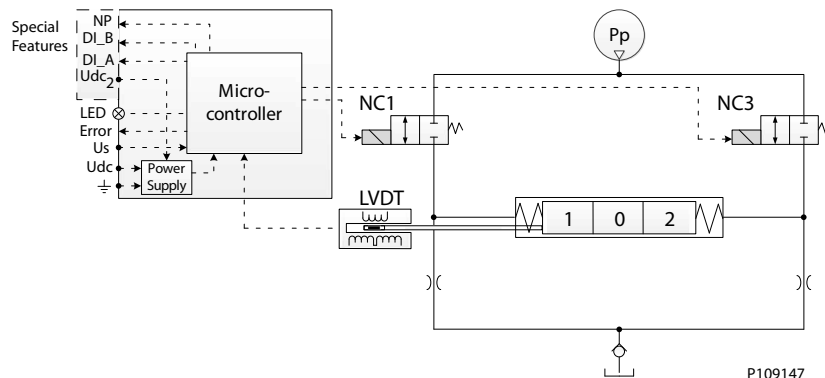 Special
Features
NP
DI_B
DI_A
Udc
2
LED
Error
Us
Udc
Micro-
controller
Power
Supply
Pp
NC1
NC3
LVDT
1 0 2
P109147